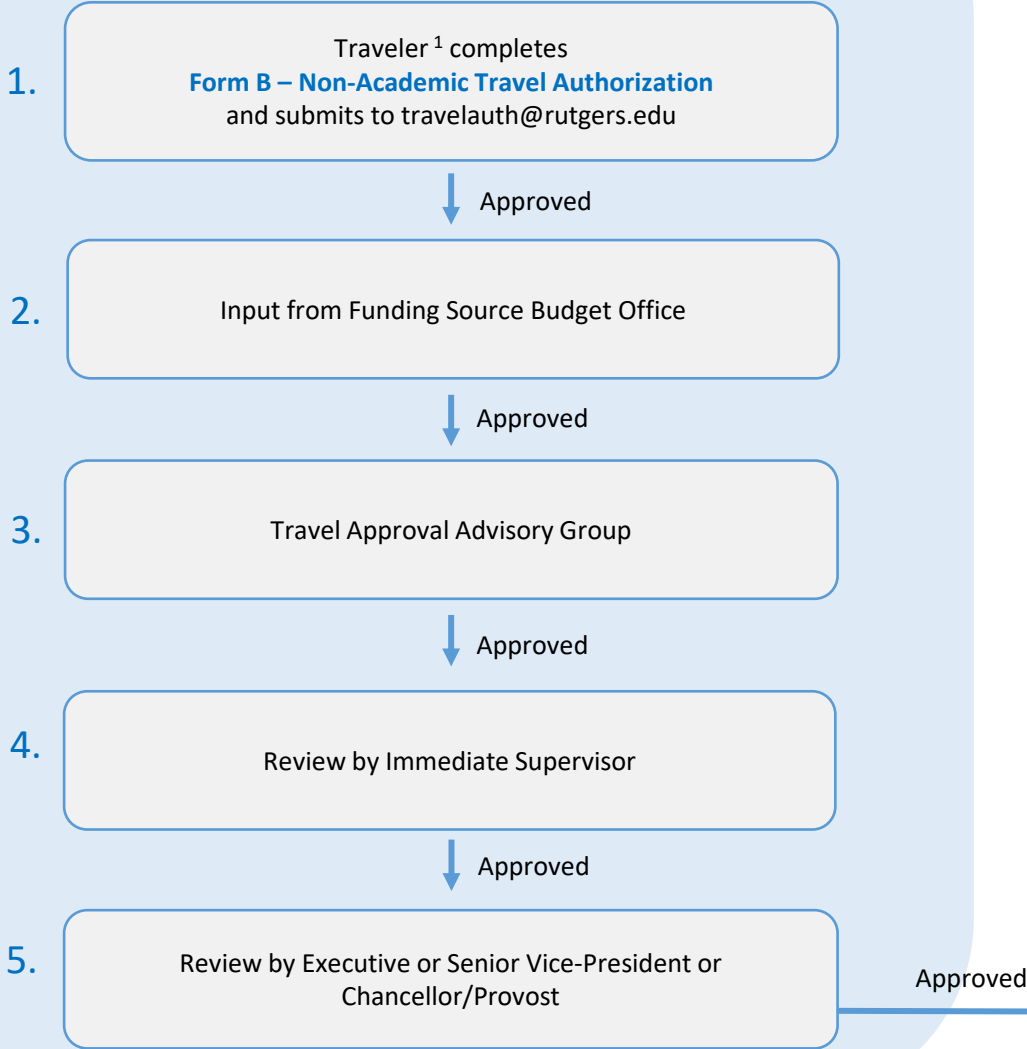 1.
Traveler 1 completes
Form B – Non-Academic Travel Authorization
and submits to travelauth@rutgers.edu
Approved
2.
Input from Funding Source Budget Office
Approved
3.
Travel Approval Advisory Group
Approved
4.
Review by Immediate Supervisor
Approved
5.
Review by Executive or Senior Vice-President or
Chancellor/Provost
Approved